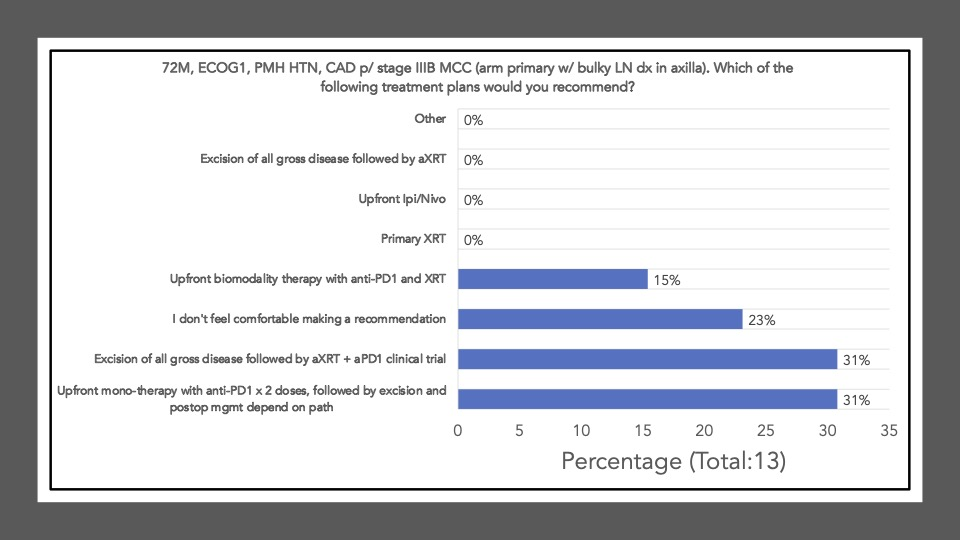 72M, ECOG1, PMH HTN, CAD p/ stage IIIB MCC (arm primary w/ bulky LN dx in axilla). Which of the
following treatment plans would you recommend?
Other
0%
Excision of all gross disease followed by aXRT
0%
Upfront Ipi/Nivo
0%
Primary XRT
0%
Upfront biomodality therapy with anti-PD1 and XRT
15%
I don't feel comfortable making a recommendation
23%
Excision of all gross disease followed by aXRT + aPD1 clinical trial
31%
Upfront mono-therapy with anti-PD1 x 2 doses, followed by excision and
postop mgmt depend on path
31%
0 5 10 15 20 25 30 35
Percentage (Total:13)